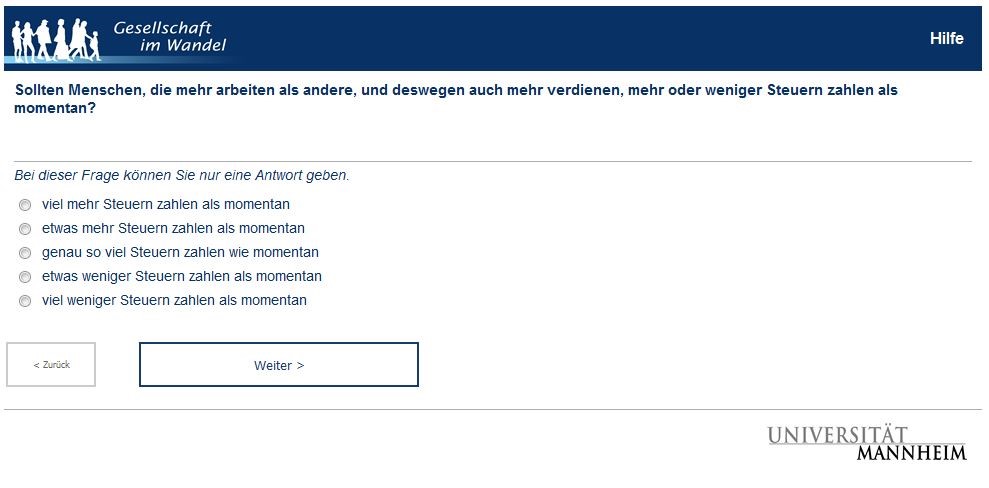 Gesellschaft
im Wandel
Hilfe
Sollten Menschen, die mehr arbeiten als andere, und deswegen auch mehr verdienen, mehr oder weniger Steuern zahlen als
momentan?
Bei dieser Frage können Sie nur eine Antwort geben.
viel mehr Steuern zahlen als momentan
etwas mehr Steuern zahlen als momentan
genau so viel Steuern zahlen wie momentan
etwas weniger Steuern zahlen als momentan
viel weniger Steuern zahlen als momentan
< Zurück
Weiter >
UNIVERSITÄT
MANNHEIM